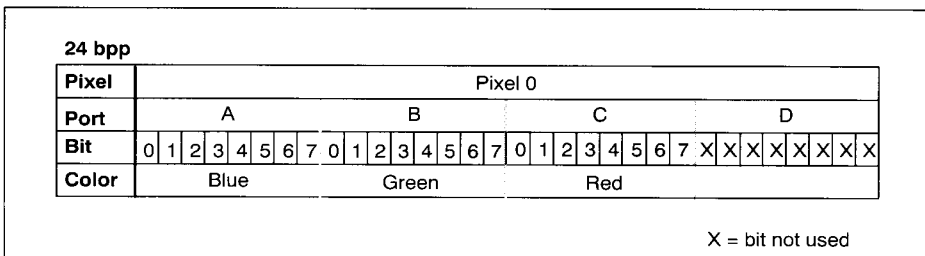 24 bpp
Pixel Pixel 0
Port A B C D
Bit 0 1 2 3 4 5 6 7 0 1 2 3 4 5 6 7 0 1 2 3 4 5 6 7 X X X X X X X X
Color Blue Green Red
X = bit not used